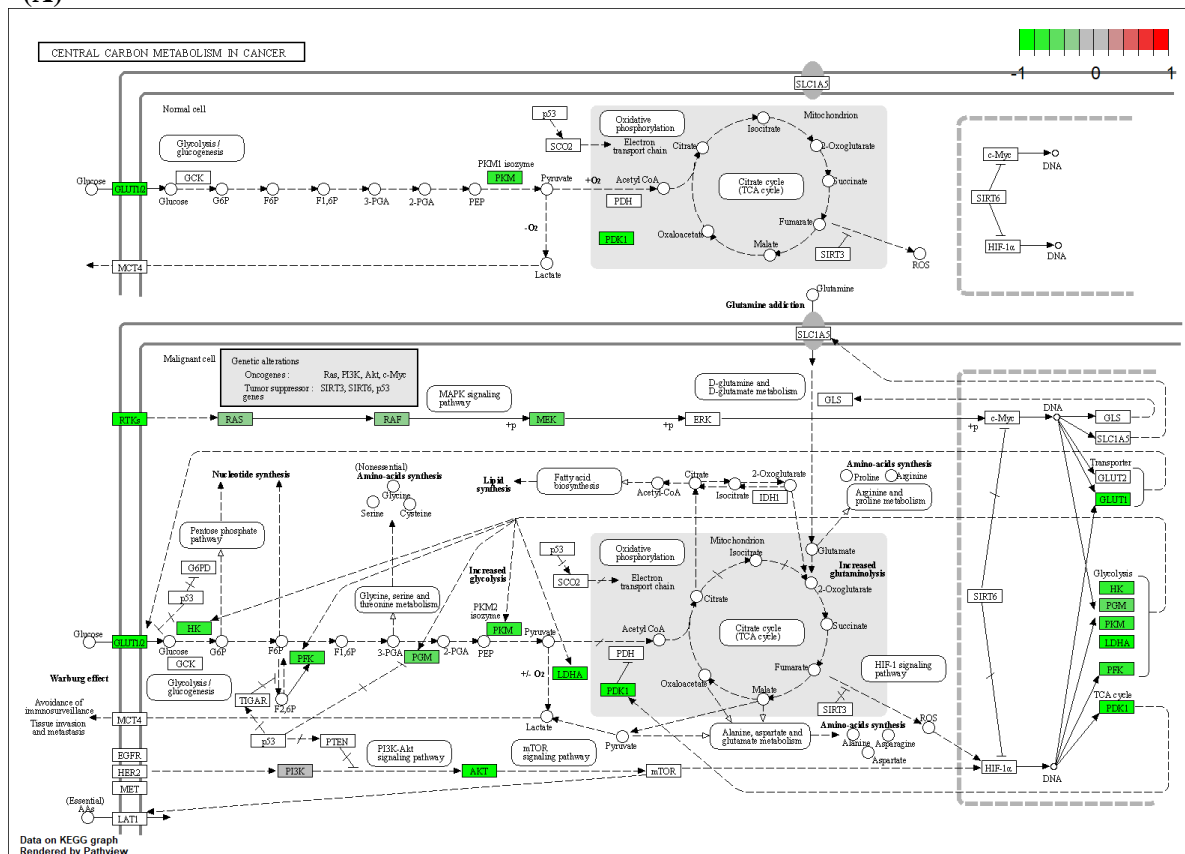 (A)
CENTRAL CARBON METABOLISM IN CANCER
-1 0 1
SLC1A5
Normal cell
Glycolysis /
glucogenesis
p53
SCO2
Oxidative
phosphorylation
Electron
transport chain
Mitochondrion
Isocitrate
Citrate
2-Oxoglutarate
Succinate
Citrate cycle
(TCA cycle)
Fumarate
Malate
Oxaloacetate
SIRT3
ROS
c-Myc
DNA
SIRT6
HIF-1α
DNA
Glucose
GLUT1/2
GCK
Glucose
G6P
F6P
F1,6P
3-PGA
2-PGA
PEP
PKM1 isozyme
PKM
Pyruvate
+O2
Acetyl CoA
PDH
PDK1
-O2
Lactate
MCT4
Glutamine
Glutamine addiction
SLC1A5
Malignant cell
Genetic alterations
Oncogenes : Ras, PI3K, Akt, c-Myc
Tumor suppressor : SIRT3, SIRT6, p53
genes
MAPK signaling
pathway
D-glutamine and
D-glutamate metabolism
GLS
RTKs
RAS
RAF
+p
MEK
+p
ERK
+p
c-Myc
DNA
GLS
SLC1A5
Transporter
GLUT2
GLUT1
Nucleotide synthesis
(Nonessential)
Amino-acids synthesis
Glycine
Serine
Cysteine
Lipid
synthesis
Fatty acid
biosynthesis
Acetyl-CoA
Citrate
Isocitrate
2-Oxoglutarate
IDH1
Amino-acids synthesis
Proline
Arginine
Arginine and
proline metabolism
Pentose phosphate
pathway
G6PD
p53
Increased
glycolysis
Glycine, serine and
threonine metabolism
PKM2
isozyme
p53
SCO2
Oxidative
phosphorylation
Electron
transport chain
Mitochondrion
Isocitrate
Glutamate
Increased
glutaminolysis
2-Oxoglutarate
Citrate
Succinate
Citrate cycle
(TCA cycle)
Fumarate
Malate
Oxaloacetate
SIRT3
HIF-1 signaling
pathway
SIRT6
Glycolysis
HK
PGM
PKM
LDHA
PFK
TCA cycle
PDK1
Glucose
GLUT1/2
HK
Glucose
GCK
G6P
F6P
PFK
F1,6P
3-PGA
PGM
2-PGA
PEP
PKM
Pyruvate
Acetyl CoA
PDH
PDK1
+/- O2
LDHA
Warburg effect
Glycolysis /
glucogenesis
TIGAR
F2,6P
Avoidance of
immnosurveillance
Tissue invasion
and metastasis
MCT4
Lactate
Pyruvate
Alanine, aspartate and
glutamate metabolism
Amino-acids synthesis
Alanine
Asparagine
Aspartate
ROS
p53
PTEN
PI3K-Akt
signaling pathway
mTOR
signaling pathway
EGFR
HER2
MET
PI3K
AKT
mTOR
HIF-1α
DNA
(Essential)
AAs
LAT1
Data on KEGG graph
Rendered by Pathview